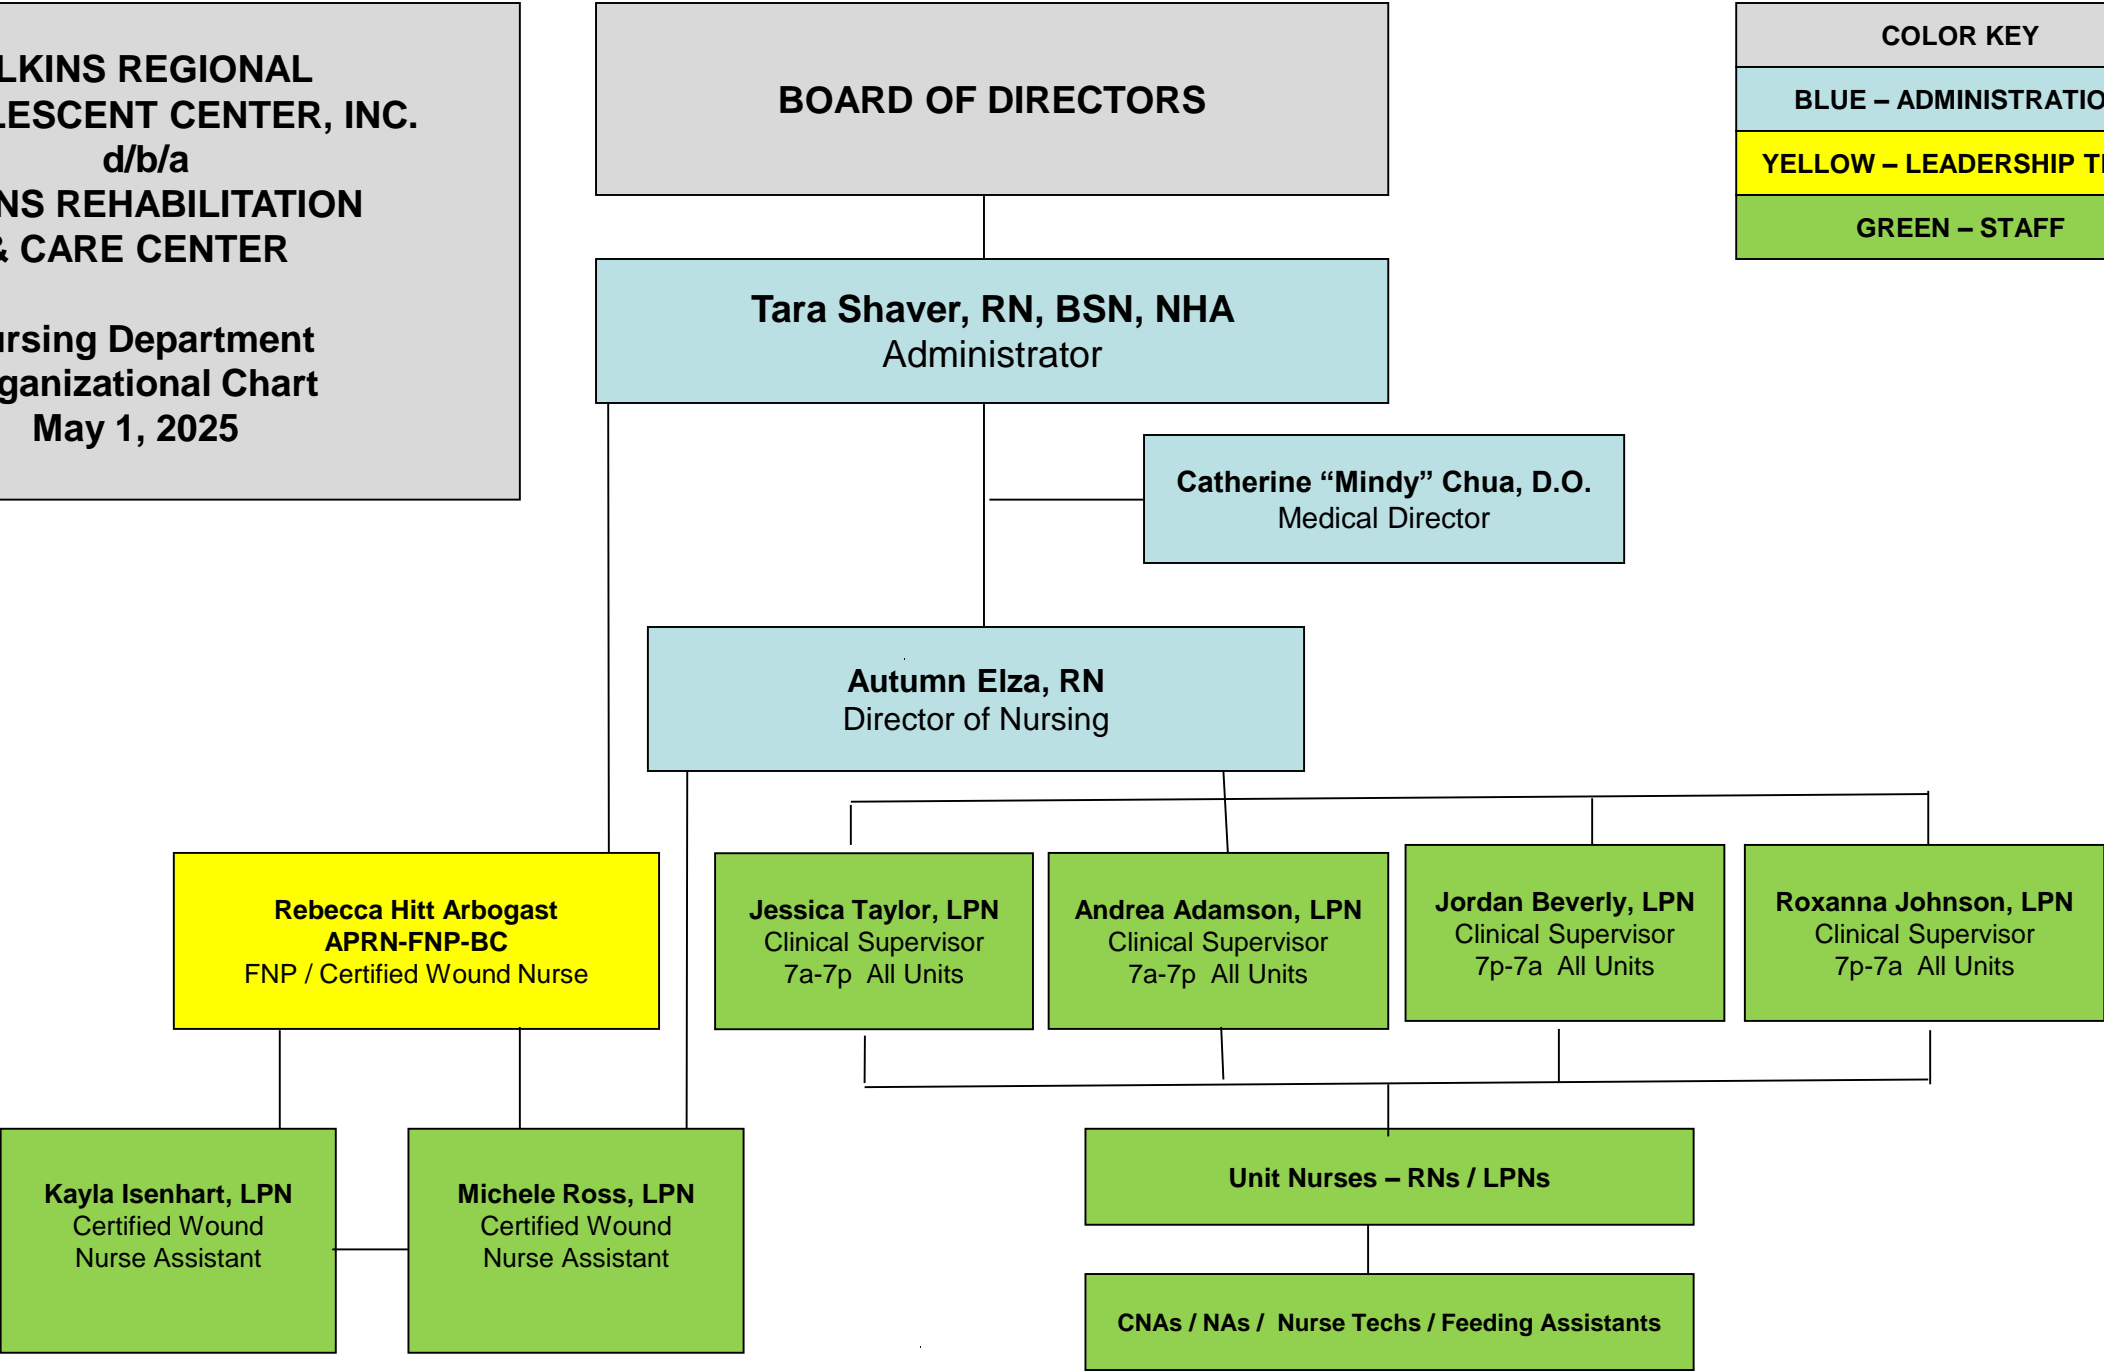 LKINS REGIONAL
LESCENT CENTER, INC.
d/b/a
NS REHABILITATION
& CARE CENTER
ursing Department
ganizational Chart
May 1, 2025
BOARD OF DIRECTORS
COLOR KEY
BLUE – ADMINISTRATIO
YELLOW – LEADERSHIP
GREEN – STAFF
Tara Shaver, RN, BSN, NHA
Administrator
Catherine “Mindy” Chua, D.O.
Medical Director
Autumn Elza, RN
Director of Nursing
Rebecca Hitt Arbogast
APRN-FNP-BC
FNP / Certified Wound Nurse
Jessica Taylor, LPN
Clinical Supervisor
7a-7p All Units
Andrea Adamson, LPN
Clinical Supervisor
7a-7p All Units
Jordan Beverly, LPN
Clinical Supervisor
7p-7a All Units
Roxanna Johnson, LPN
Clinical Supervisor
7p-7a All Units
Kayla Isenhart, LPN
Certified Wound
Nurse Assistant
Michele Ross, LPN
Certified Wound
Nurse Assistant
Unit Nurses – RNs / LPNs
CNAs / NAs / Nurse Techs / Feeding Assistants